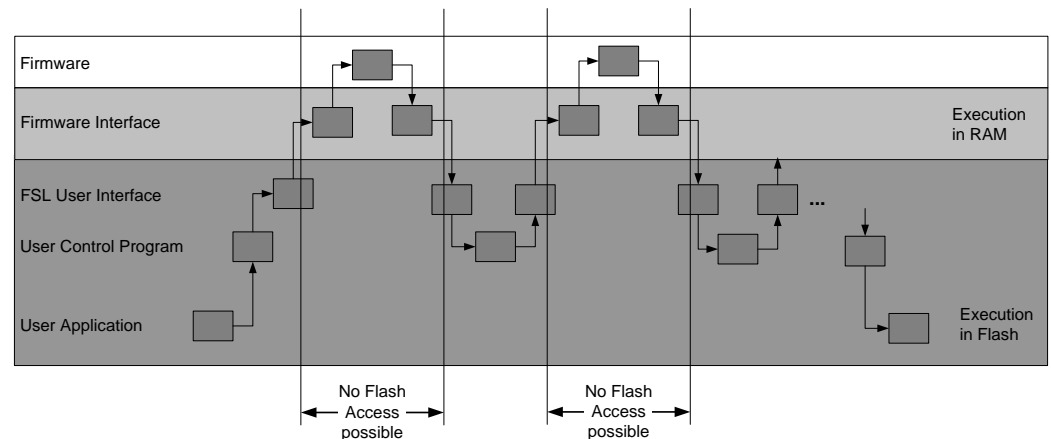 Firmware
Firmware Interface
Execution
in RAM
FSL User Interface
...
User Control Program
User Application
Execution
in Flash
No Flash
Access
possible
No Flash
Access
possible